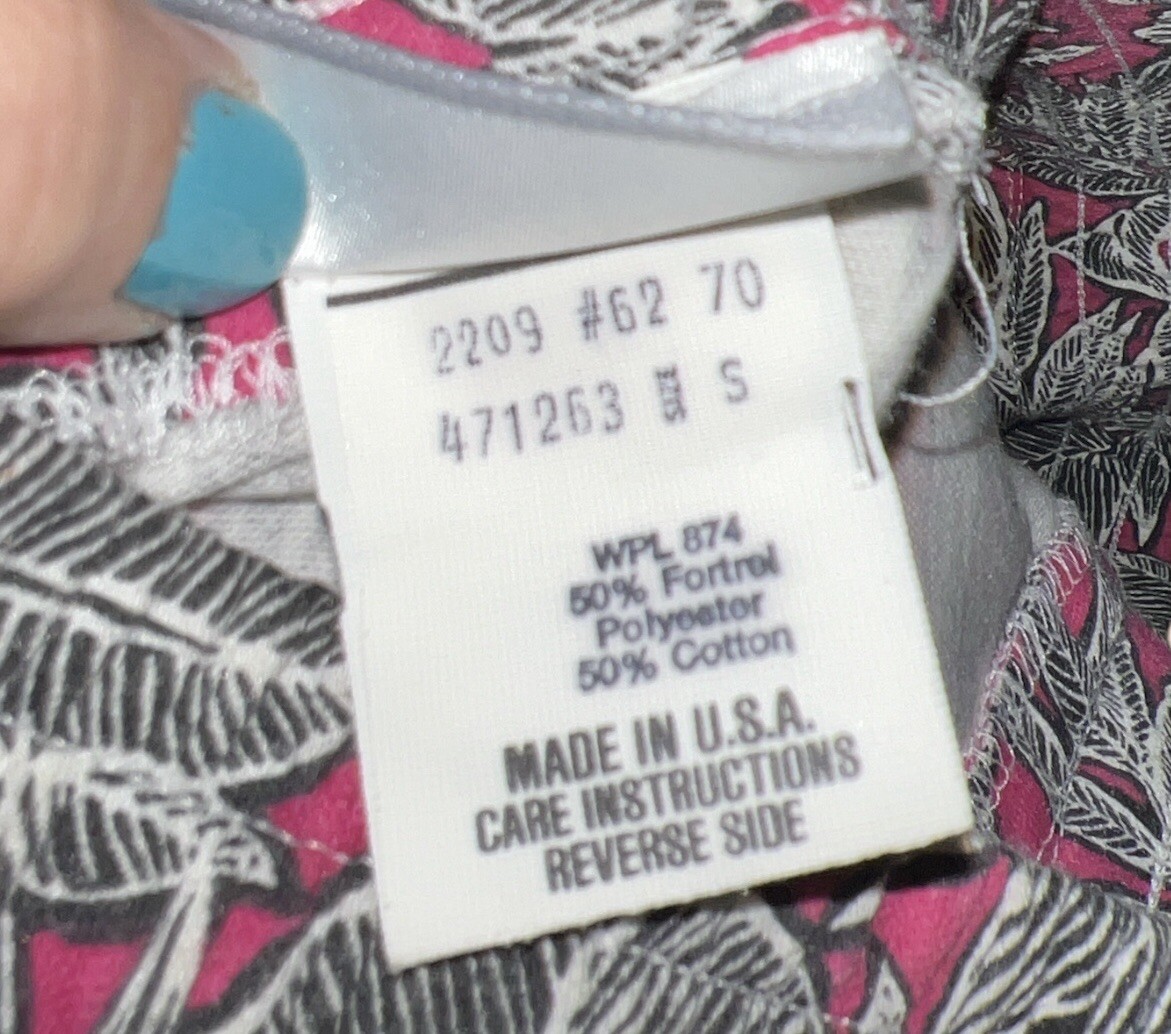 2209 #62 70
471263 SIZE S
WPL 874
50% Fortrel
Polyester
50% Cotton
MADE IN U.S.A.
CARE INSTRUCTIONS
REVERSE SIDE